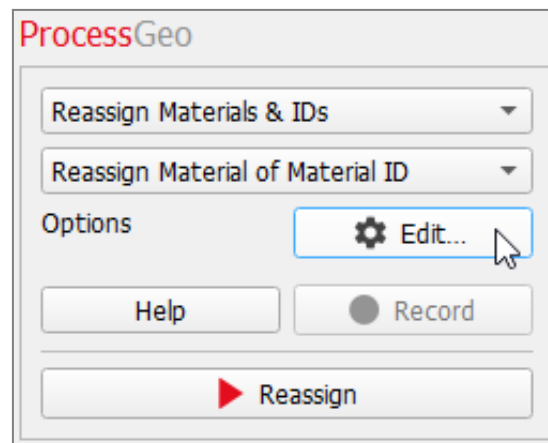 ProcessGeo
Reassign Materials & IDs
Reassign Material of Material ID
Options Edit...
Help Record
Reassign